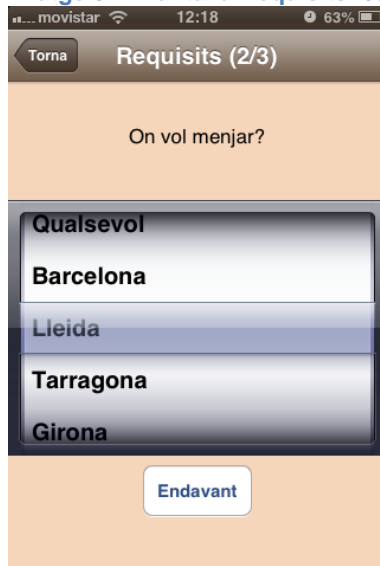 movistar 12:18 63%
Torna Requisits (2/3)
On vol menjar?
Qualsevol
Barcelona
Lleida
Tarragona
Girona
Endavant